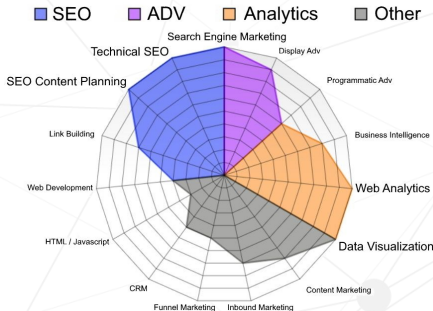 SEO ADV Analytics Other
Search Engine Marketing
Technical SEO
Display Adv
SEO Content Planning
Programmatic Adv
Link Building
Business Intelligence
Web Development
Web Analytics
HTML / Javascript
Data Visualization
CRM
Content Marketing
Funnel Marketing
Inbound Marketing